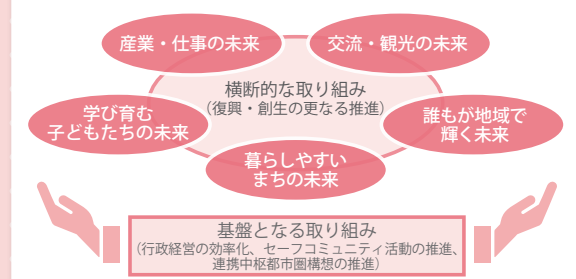 産業・仕事の未来
交流・観光の未来
横断的な取り組み
(復興・創生の更なる推進)
学び育む
子どもたちの未来
誰もが地域で
輝く未来
暮らしやすい
まちの未来
基盤となる取り組み
(行政経営の効率化、セーフコミュニティ活動の推進、
連携中枢都市圏構想の推進)